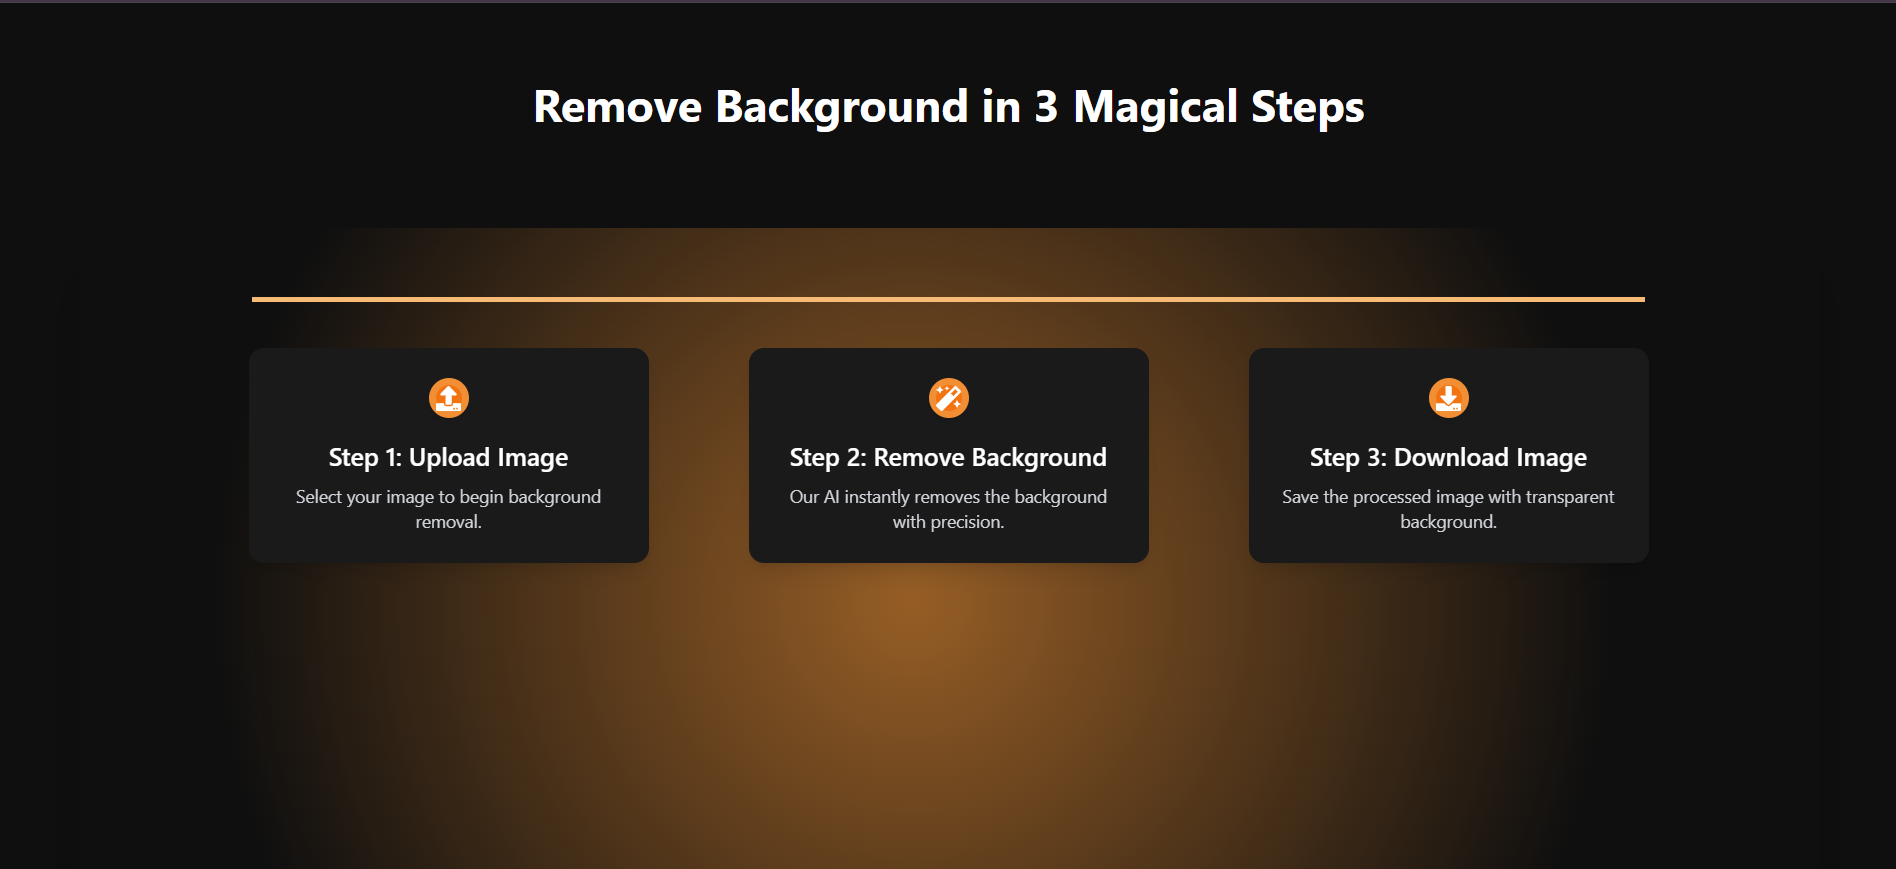 Remove Background in 3 Magical Steps
Step 1: Upload Image
Select your image to begin background
removal.
Step 2: Remove Background
Our AI instantly removes the background
with precision.
Step 3: Download Image
Save the processed image with transparent
background.